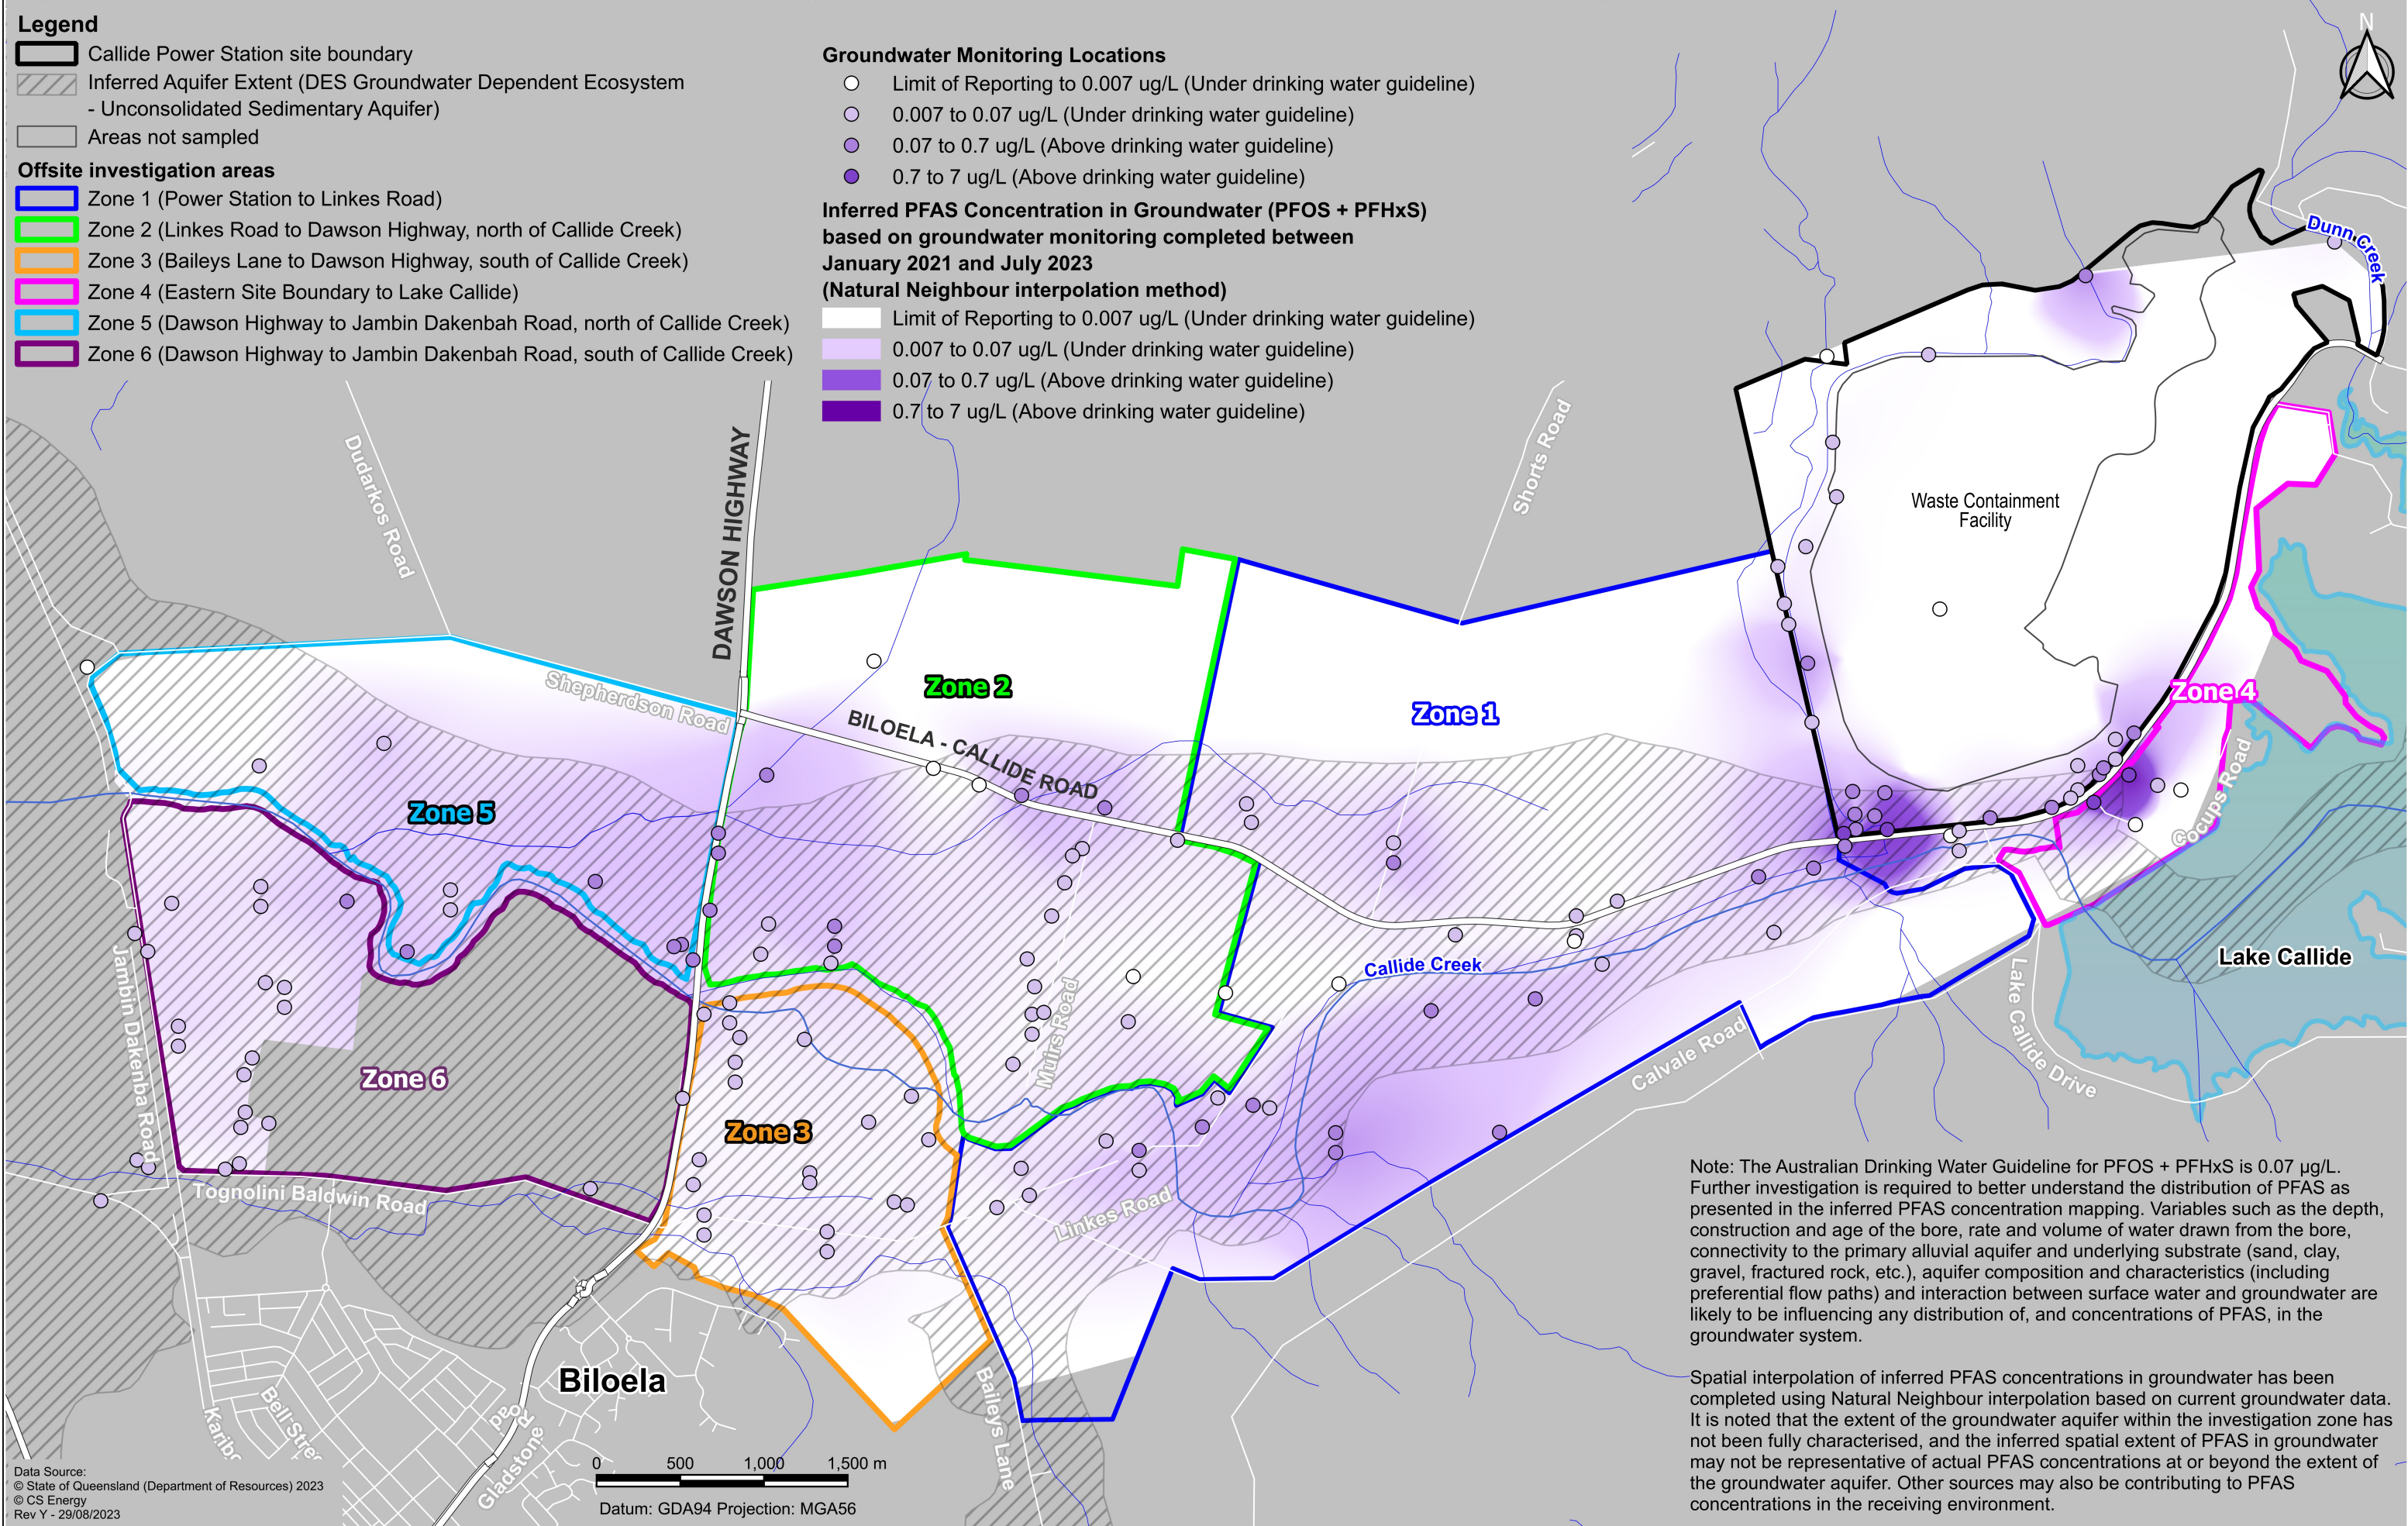 Legend
Callide Power Station site boundary
Inferred Aquifer Extent (DES Groundwater Dependent Ecosystem
- Unconsolidated Sedimentary Aquifer)
Areas not sampled
Offsite investigation areas
Zone 1 (Power Station to Linkes Road)
Zone 2 (Linkes Road to Dawson Highway, north of Callide Creek)
Zone 3 (Baileys Lane to Dawson Highway, south of Callide Creek)
Zone 4 (Eastern Site Boundary to Lake Callide)
Zone 5 (Dawson Highway to Jambin Dakenbah Road, north of Callide Creek)
Zone 6 (Dawson Highway to Jambin Dakenbah Road, south of Callide Creek)
Groundwater Monitoring Locations
Limit of Reporting to 0.007 ug/L (Under drinking water guideline)
0.007 to 0.07 ug/L (Under drinking water guideline)
0.07 to 0.7 ug/L (Above drinking water guideline)
0.7 to 7 ug/L (Above drinking water guideline)
Inferred PFAS Concentration in Groundwater (PFOS + PFHxS)
based on groundwater monitoring completed between
January 2021 and July 2023
(Natural Neighbour interpolation method)
Limit of Reporting to 0.007 ug/L (Under drinking water guideline)
0.007 to 0.07 ug/L (Under drinking water guideline)
0.07 to 0.7 ug/L (Above drinking water guideline)
0.7 to 7 ug/L (Above drinking water guideline)
N
Dunn Creek
Dudarkos Road
DAWSON HIGHWAY
Shorts Road
Waste Containment
Facility
Shepherdson Road
Zone 2
BILOELA - CALLIDE ROAD
Zone 1
Zone 4
Cocups Road
Zone 5
Callide Creek
Lake Callide
Jambin Dakenba Road
Muirs Road
Calvale Road
Lake Callide Drive
Zone 6
Zone 3
Tognolini Baldwin Road
Linkes Road
Biloela
Baileys Lane
Karibo
Bell Stree
Road
Gladstone
0 500 1,000 1,500 m
Datum: GDA94 Projection: MGA56
Data Source:
© State of Queensland (Department of Resources) 2023
© CS Energy
Rev Y - 29/08/2023
Note: The Australian Drinking Water Guideline for PFOS + PFHxS is 0.07 µg/L.
Further investigation is required to better understand the distribution of PFAS as
presented in the inferred PFAS concentration mapping. Variables such as the depth,
construction and age of the bore, rate and volume of water drawn from the bore,
connectivity to the primary alluvial aquifer and underlying substrate (sand, clay,
gravel, fractured rock, etc.), aquifer composition and characteristics (including
preferential flow paths) and interaction between surface water and groundwater are
likely to be influencing any distribution of, and concentrations of PFAS, in the
groundwater system.
Spatial interpolation of inferred PFAS concentrations in groundwater has been
completed using Natural Neighbour interpolation based on current groundwater data.
It is noted that the extent of the groundwater aquifer within the investigation zone has
not been fully characterised, and the inferred spatial extent of PFAS in groundwater
may not be representative of actual PFAS concentrations at or beyond the extent of
the groundwater aquifer. Other sources may also be contributing to PFAS
concentrations in the receiving environment.